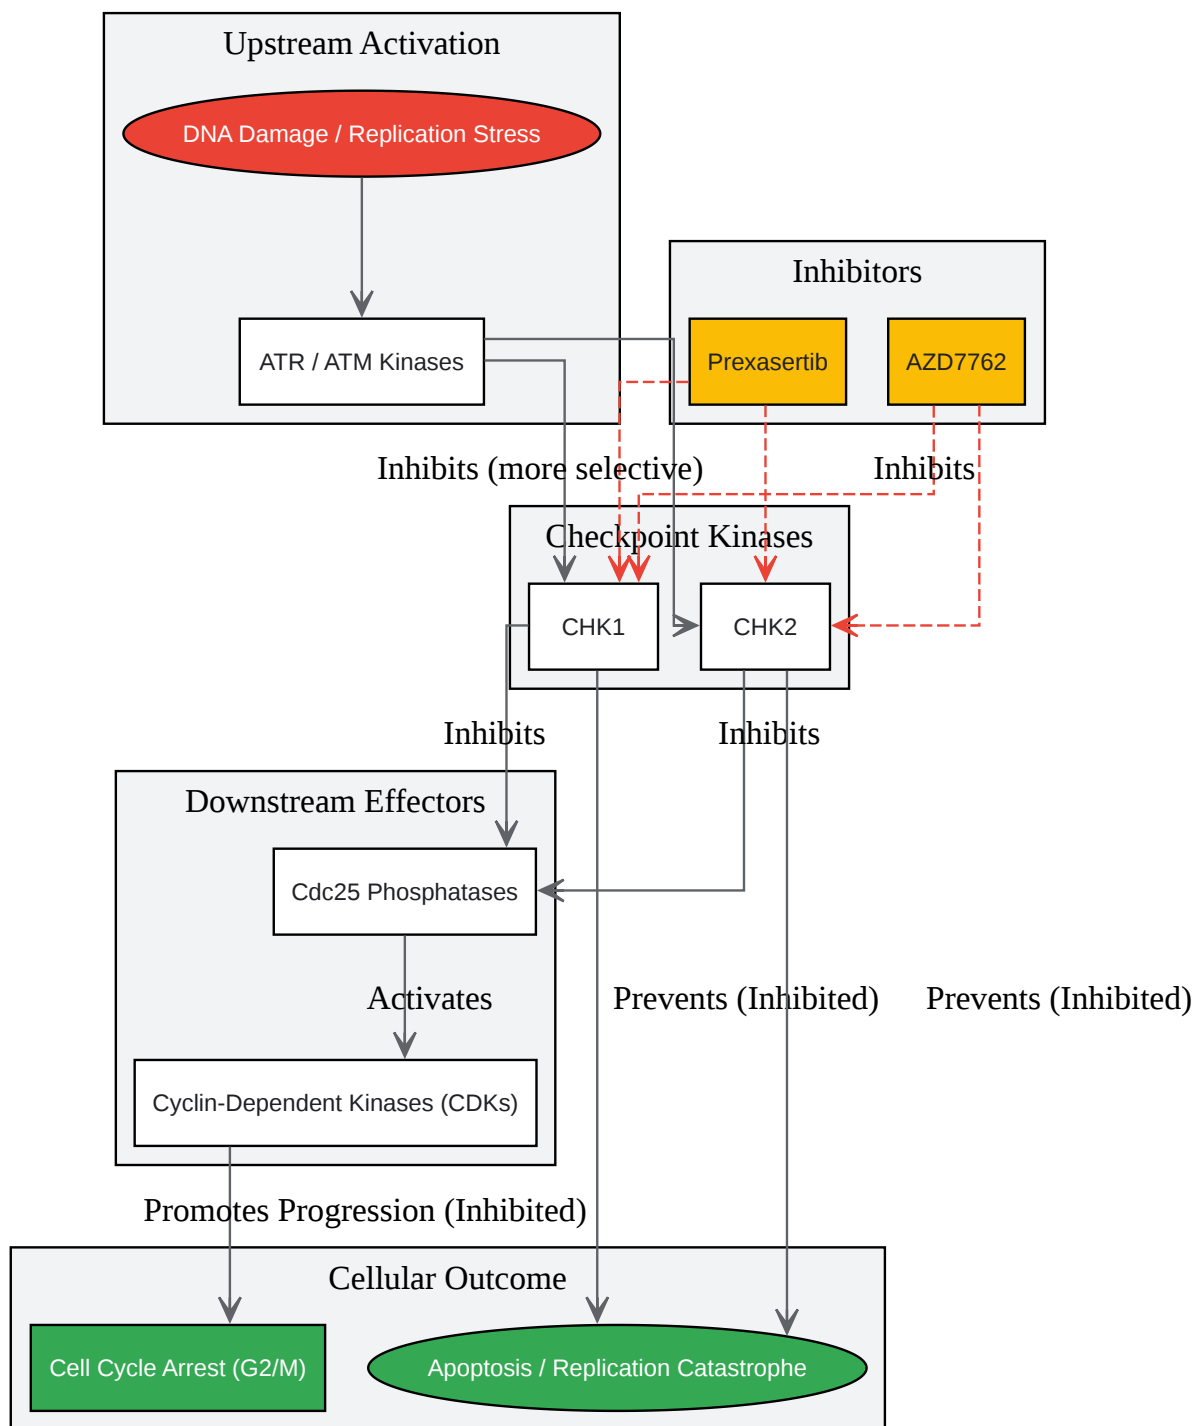 Upstream Activation
DNA Damage / Replication Stress
Inhibitors
ATR / ATM Kinases
Prexasertib
AZD7762
Inhibits (more selective)
Inhibits
Checkpoint Kinases
CHK1
CHK2
Inhibits
Inhibits
Downstream Effectors
Cdc25 Phosphatases
Activates
Prevents (Inhibited)
Prevents (Inhibited)
Cyclin-Dependent Kinases (CDKs)
Promotes Progression (Inhibited)
Cellular Outcome
Cell Cycle Arrest (G2/M)
Apoptosis / Replication Catastrophe